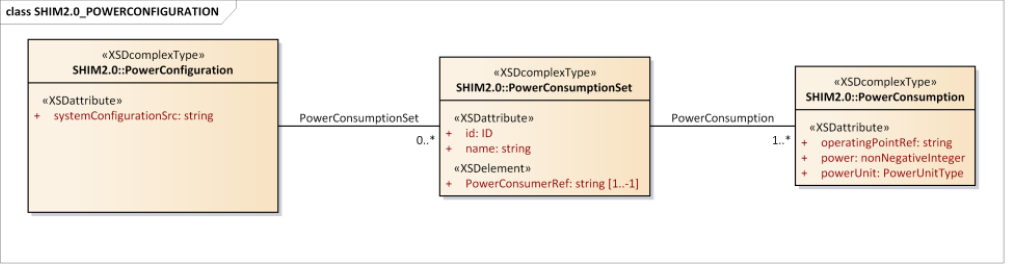 class SHIM2.0_POWERCONFIGURATION
«XSDcomplexType»
SHIM2.0::PowerConfiguration
«XSDattribute»
+ systemConfigurationSrc: string
PowerConsumptionSet
0..*
«XSDcomplexType»
SHIM2.0::PowerConsumptionSet
«XSDattribute»
+ id: ID
+ name: string
«XSDelement»
+ PowerConsumerRef: string [1..-1]
PowerConsumption
1..*
«XSDcomplexType»
SHIM2.0::PowerConsumption
«XSDattribute»
+ operatingPointRef: string
+ power: nonNegativeInteger
+ powerUnit: PowerUnitType